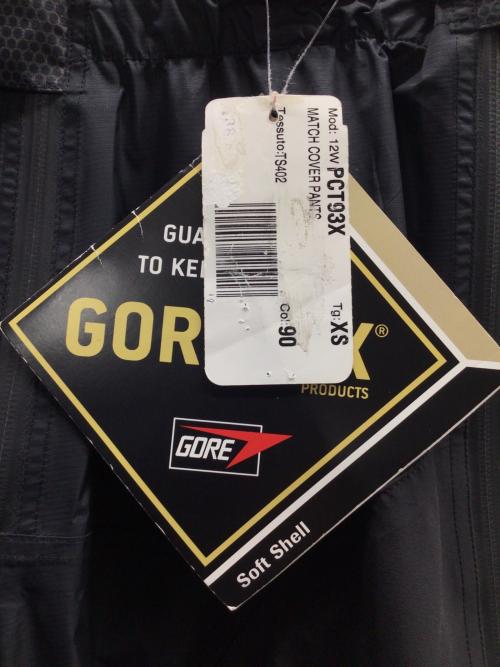 Mod: 12W PCT93X
MATCH COVER PANTS
Tessuto:TS402
Tg: XS
Co: 90
GUA
TO KE
GOR X®
PRODUCTS
GORE
Soft Shell